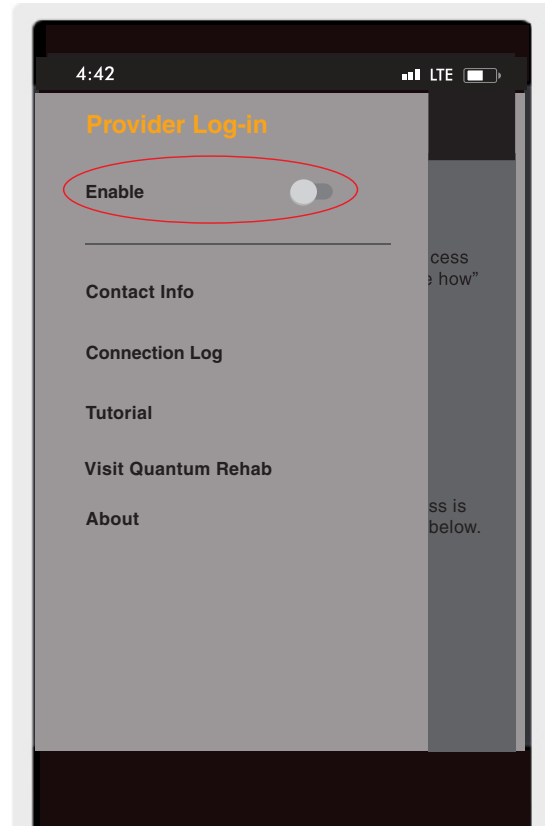 4:42
LTE
Provider Log-in
Enable
cess
how”
Contact Info
Connection Log
Tutorial
Visit Quantum Rehab
ss is
About
below.